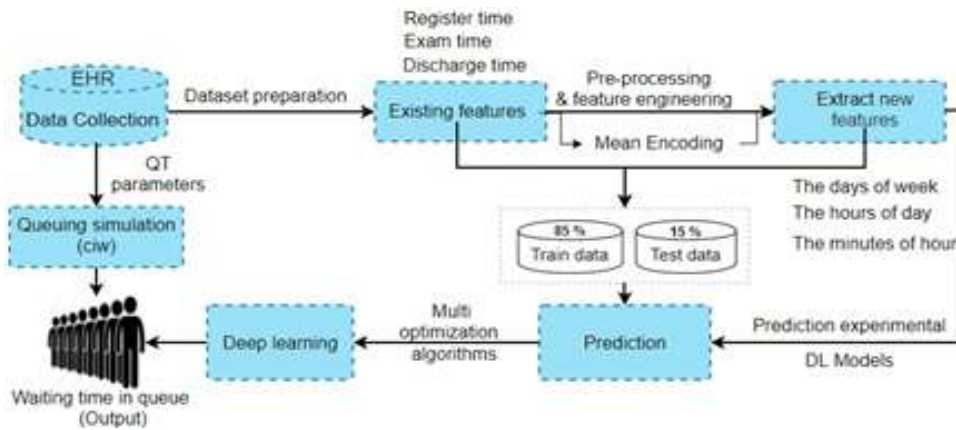 Register time
Exam time
Discharge time
EHR
Data Collection
Dataset preparation
Existing features
Pre-processing
& feature engineering
Mean Encoding
Extract new
features
QT
parameters
The days of week
The hours of day
The minutes of hour
Queuing simulation
(ciw)
85 %
Train data
15 %
Test data
Multi
optimization
algorithms
Deep learning
Prediction
Prediction experimental
DL Models
Waiting time in queue
(Output)